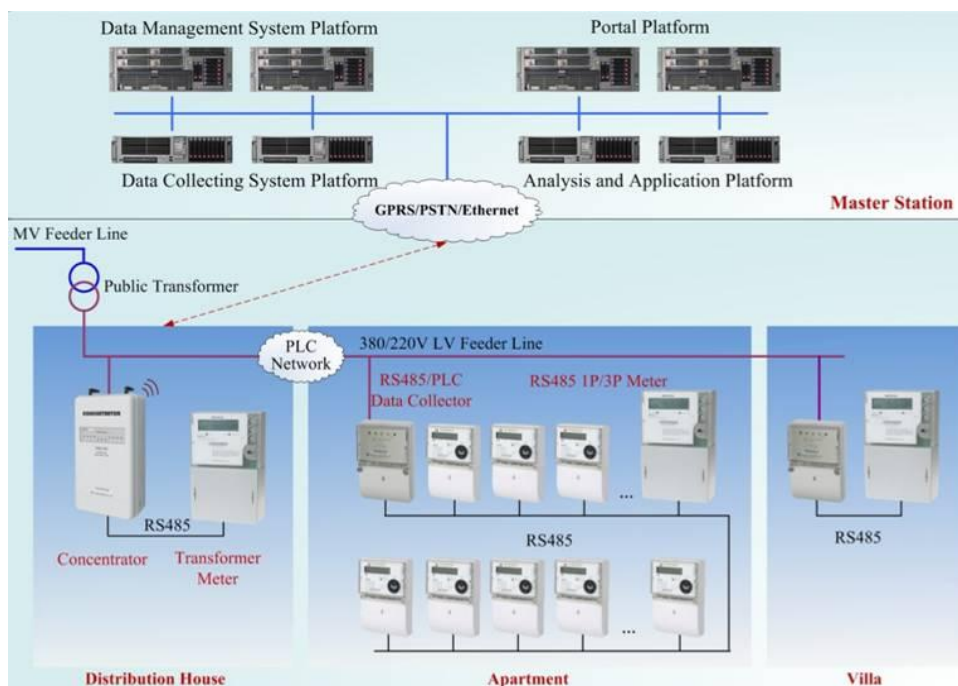 Data Management System Platform
Portal Platform
Data Collecting System Platform
Analysis and Application Platform
GPRS/PSTN/Ethernet
Master Station
MV Feeder Line
Public Transformer
PLC
Network
380/220V LV Feeder Line
RS485/PLC
Data Collector
RS485 1P/3P Meter
CONCENTRATOR
...
RS485
RS485
RS485
Concentrator
Transformer
Meter
...
Distribution House
Apartment
Villa